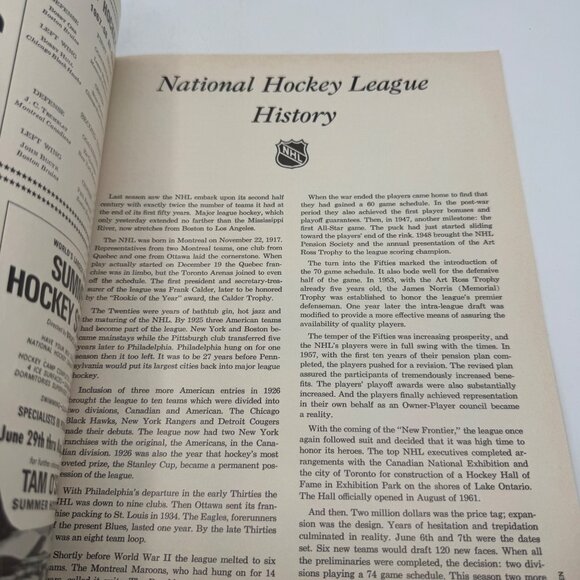 DEFENSE
Boston Bruins
LEFT WING
Bobby Hull
Chicago Black Hawks
DEFENSE
J. C. Tremblay
Montreal Canadiens
LEFT WING
Boston Bruins
HOCKEY
HOCKEY CAMP
June 29th
SUMMER
National Hockey League
History
NHL
Last season saw the NHL embark upon its second half
century with exactly twice the number of teams it had at
the end of its first fifty years. Major league hockey, which
only yesterday extended no farther than the Mississippi
River, now stretches from Boston to Los Angeles.
The NHL was born in Montreal on November 22, 1917.
Representatives from two Montreal teams, one club from
Quebec and one from Ottawa laid the cornerstone. When
play actually started on December 19 the Quebec fran-
chise was in limbo, but the Toronto Arenas joined to even
off the schedule. The first president and secretary-treas-
urer of the league was Frank Calder, later to honored
by the "Rookie of the Year" award, the Calder Trophy.
The Twenties were years of bathtub gin, hot jazz and
the maturing of the NHL. By 1925 three American teams
had become part of the league. New York and Boston be-
came mainstays while the Pittsburgh club transferred five
years later to Philadelphia. Philadelphia hung on for one
season then it too left. It was to be 27 years before Penn-
sylvania would put its largest cities back into major league
hockey.
Inclusion of three more American entries in 1926
brought the league to ten teams which were divided into
two divisions, Canadian and American. The Chicago
Black Hawks, New York Rangers and Detroit Cougers
made their debuts. The league now had two New York
franchises with the original, the Americans, in the Cana-
dian division. 1926 was also the year that hockey's most
coveted prize, the Stanley Cup, became a permanent pos-
session of the league.
With Philadelphia's departure in the early Thirties the
NHL was down to nine clubs. Then Ottawa sent its fran-
chise packing to St. Louis in 1934. The Eagles, forerunners
of the present Blues, lasted one year. By the late Thirties
was an eight team loop.
Shortly before World War II the league melted to six
teams. The Montreal Maroons, who had hung on for 14
When the war ended the players came home to find that
they had gained a 60 game schedule. In the post-war
period they also achieved the first player bonuses and
playoff guarantees. Then, in 1947, another milestone: the
first All-Star game. The puck had just started sliding
toward the players' end of the rink. 1948 brought the NHL
Pension Society and the annual presentation of the Art
Ross Trophy to the league scoring champion.
The turn into the Fifties marked the introduction of
the 70 game schedule. It also bode well for the defensive
half of the game. In 1953, with the Art Ross Trophy
already five years old, the James Norris (Memorial)
Trophy was established to honor the league's premier
defenseman. One year later the intra-league draft was
modified to provide a more effective means of assuring the
availability of quality players.
The temper of the Fifties was increasing prosperity, and
the NHL's players were in full swing with the times. In
1957, with the first ten years of their pension plan com-
pleted, the players pushed for a revision. The revised plan
assured the participants of tremendously increased bene-
fits. The players' playoff awards were also substantially
increased. And the players finally achieved representation
in their own behalf as an Owner-Player council became
a reality.
With the coming of the "New Frontier," the league once
again followed suit and decided that it was high time to
honor its heroes. The top NHL executives completed ar-
rangements with the Canadian National Exhibition and
the city of Toronto for construction of a Hockey Hall of
Fame in Exhibition Park on the shores of Lake Ontario.
The Hall officially opened in August of 1961.
And then. Two million dollars was the price tag; expan-
sion was the design. Years of hesitation and trepidation
culminated in reality. June 6th and 7th were the dates
set. Six new teams would draft 120 new faces. When all
the preliminaries were completed, the decision: two divi-
sions playing a 74 game schedule. This season two more